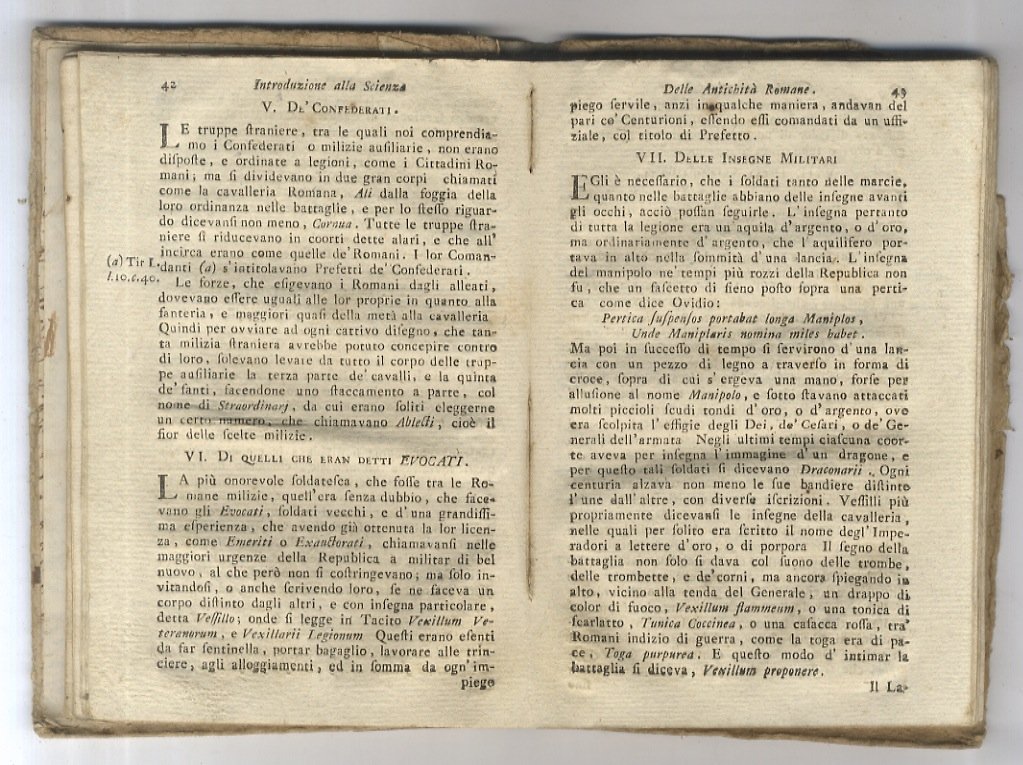 42 Introduzione alla Scienza
V. De' Confederati.
LE truppe ſtraniere, tra le quali noi comprendia-
mo i Confederati o milizie auſiliarie, non erano
diſpoſte, e ordinate a legioni, come i Cittadini Ro-
mani; ma ſi dividevano in due gran corpi chiamati
come la cavalleria Romana, Ali dalla foggia della
loro ordinanza nelle battaglie, e per lo ſteſſo riguar-
do dicevanſi non meno, Cornua. Tutte le truppe ſtra-
niere ſi riducevano in coorti dette alari, e che all'
incirca erano come quelle de' Romani. I lor Coman-
(a) Tit L.
danti (a) s'intitolavano Prefetti de' Confederati.
l.10.c.40.
Le forze, che eſigevano i Romani dagli alleati,
dovevano eſſere uguali alle lor proprie in quanto alla
fanteria, e maggiori quaſi della metà alla cavalleria
Quindi per ovviare ad ogni cattivo diſegno, che tan-
ta milizia ſtraniera avrebbe potuto concepire contro
di loro, ſolevano levare da tutto il corpo delle trup-
pe auſiliarie la terza parte de' cavalli, e la quinta
de' fanti, facendone uno ſtaccamento a parte, col
nome di Straordinarj, da cui erano ſoliti eleggerne
un certo numero, che chiamavano Ablecti, cioè il
fior delle ſcelte milizie.
VI. Di quelli che eran detti EVOCATI.
LA più onorevole ſoldateſca, che foſſe tra le Ro-
mane milizie, quell'era ſenza dubbio, che face-
vano gli Evocati, ſoldati vecchi, e d'una grandiſſi-
ma eſperienza, che avendo già ottenuta la lor licen-
za, come Emeriti o Exauctorati, chiamavanſi nelle
maggiori urgenze della Republica a militar di bel
nuovo, al che però non ſi coſtringevano; ma ſolo in-
vitandoſi, o anche ſcrivendo loro, ſe ne faceva un
corpo diſtinto dagli altri, e con inſegna particolare,
detta Veſſillo; onde ſi legge in Tacito Vexillum Ve-
teranorum, e Vexillarii Legionum Queſti erano eſenti
da far ſentinella, portar bagaglio, lavorare alle trin-
ciere, agli alloggiamenti, ed in ſomma da ogn'im-
piego
Delle Antichità Romane. 43
piego ſervile, anzi in qualche maniera, andavan del
pari co' Centurioni, eſſendo eſſi comandati da un uffi-
ziale, col titolo di Prefetto.
VII. Delle Insegne Militari
EGli è neceſſario, che i ſoldati tanto nelle marcie,
quanto nelle battaglie abbiano delle inſegne avanti
gli occhi, acciò poſſan ſeguirle. L'inſegna pertanto
di tutta la legione era un'aquila d'argento, o d'oro,
ma ordinariamente d'argento, che l'aquilifero por-
tava in alto nella ſommità d'una lancia. L'inſegna
del manipolo ne' tempi più rozzi della Republica non
fu, che un faſcetto di fieno poſto ſopra una perti-
ca come dice Ovidio:
Pertica ſuſpenſos portabat longa Maniplos,
Unde Maniplaris nomina miles habet.
Ma poi in ſucceſſo di tempo ſi ſervirono d'una lan-
cia con un pezzo di legno a traverſo in forma di
croce, ſopra di cui s'ergeva una mano, forſe per
alluſione al nome Manipolo, e ſotto ſtavano attaccati
molti piccioli ſcudi tondi d'oro, o d'argento, ove
era ſcolpita l'effigie degli Dei, de' Ceſari, o de' Ge-
nerali dell'armata Negli ultimi tempi ciaſcuna coor-
te aveva per inſegna l'immagine d'un dragone, e
per queſto tali ſoldati ſi dicevano Draconarii. Ogni
centuria alzava non meno le ſue bandiere diſtinte
l'une dall'altre, con diverſe iſcrizioni. Veſſilli più
propriamente dicevanſi le inſegne della cavalleria,
nelle quali per ſolito era ſcritto il nome degl'Impe-
radori a lettere d'oro, o di porpora Il ſegno della
battaglia non ſolo ſi dava col ſuono delle trombe,
delle trombette, e de' corni, ma ancora ſpiegando in
alto, vicino alla tenda del Generale, un drappo di
color di fuoco, Vexillum flammeum, o una tonica di
ſcarlatto, Tunica Coccinea, o una caſacca roſſa, tra'
Romani indizio di guerra, come la toga era di pa-
ce, Toga purpurea. E queſto modo d'intimar la
battaglia ſi diceva, Vexillum proponere.
Il La-